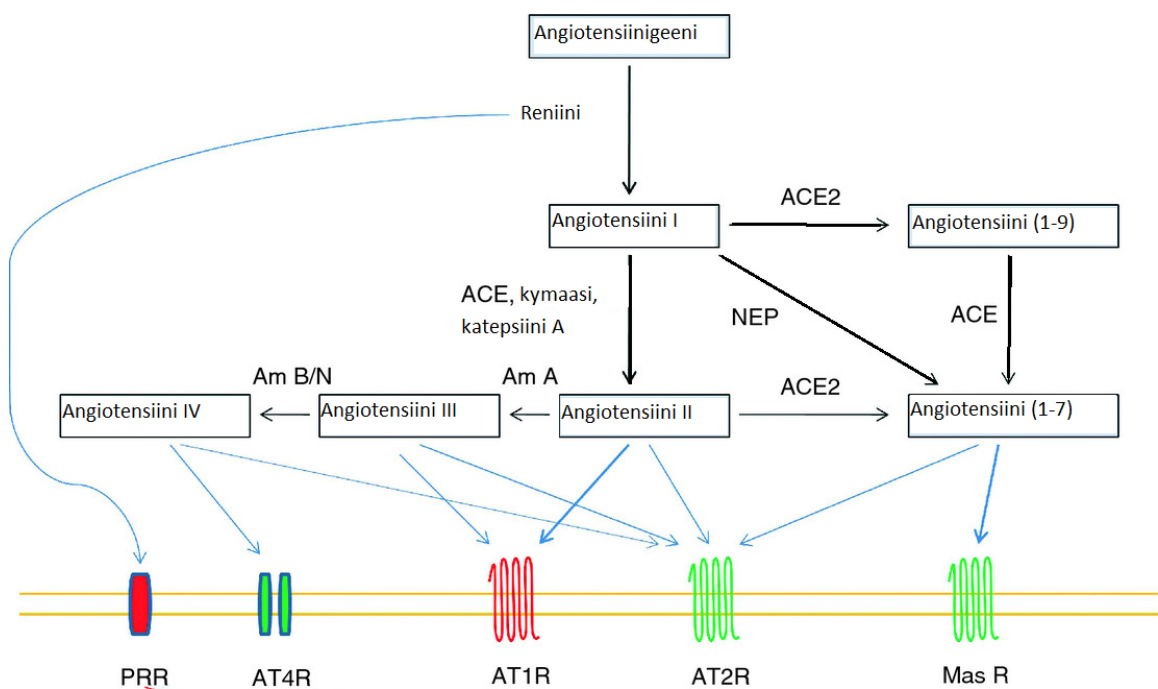 Angiotensiinigeeni
Reniini
ACE2
Angiotensiini I
Angiotensiini (1-9)
ACE, kymaasi,
katepsiini A
NEP
ACE
Am B/N
Am A
ACE2
Angiotensiini IV
Angiotensiini III
Angiotensiini II
Angiotensiini (1-7)
PRR
AT4R
AT1R
AT2R
Mas R